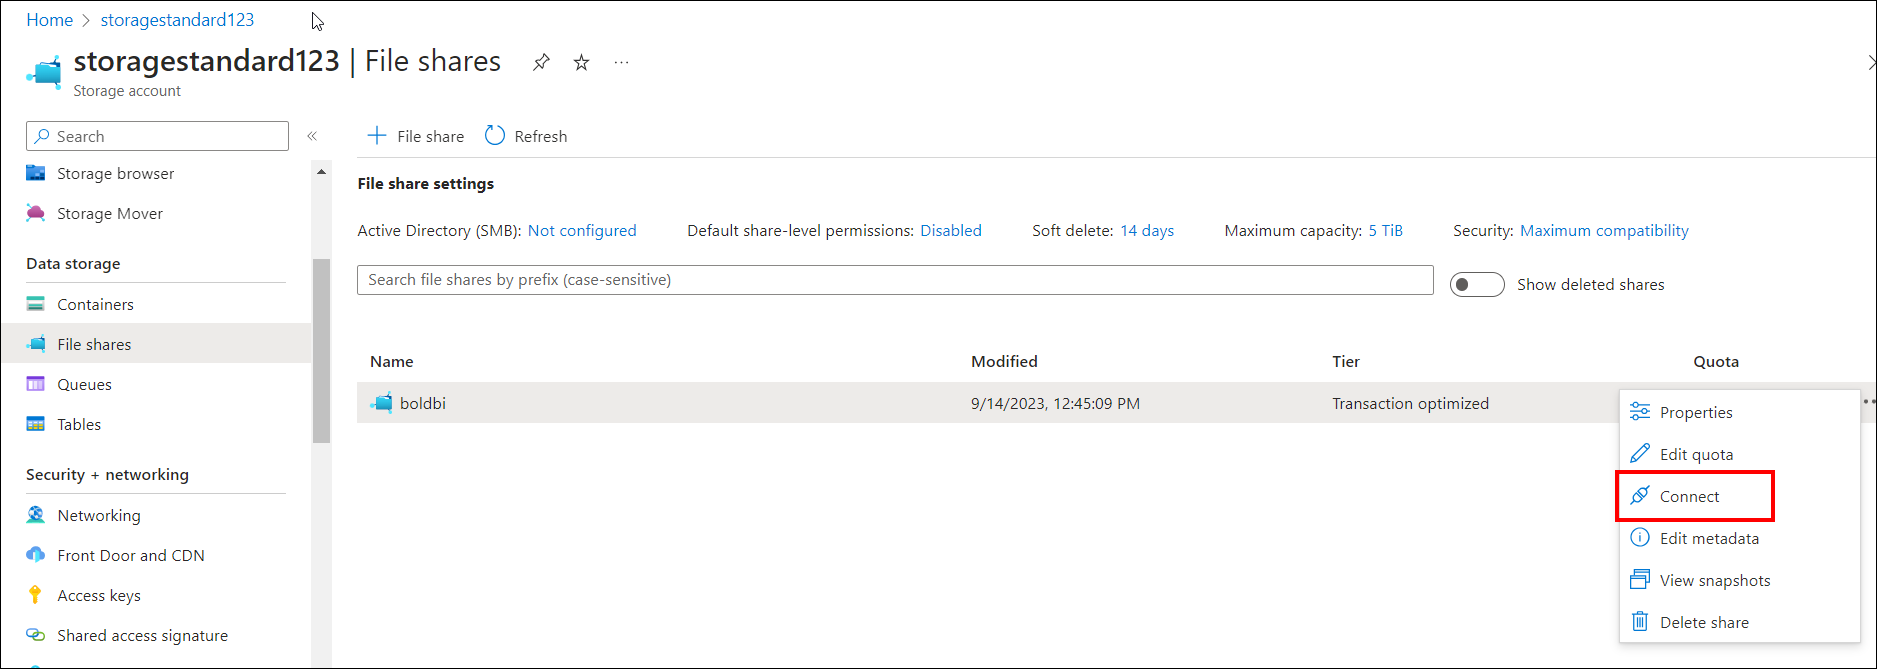 Home > storagestandard123
storagestandard123 | File shares
Storage account
Search
Storage browser
Storage Mover
Data storage
Containers
File shares
Queues
Tables
Security + networking
Networking
Front Door and CDN
Access keys
Shared access signature
File share Refresh
File share settings
Active Directory (SMB): Not configured Default share-level permissions: Disabled Soft delete: 14 days Maximum capacity: 5 TiB Security: Maximum compatibility
Search file shares by prefix (case-sensitive)
Show deleted shares
Name Modified Tier Quota
boldbi 9/14/2023, 12:45:09 PM Transaction optimized
Properties
Edit quota
Connect
Edit metadata
View snapshots
Delete share